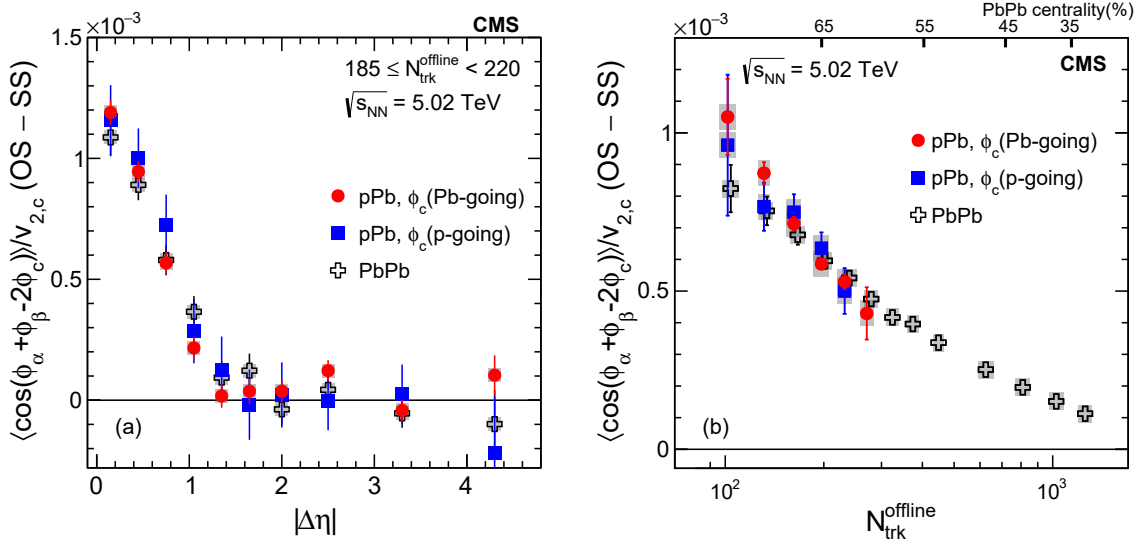 ×10⁻³
CMS
1.5
1
0.5
0
185 ≤ N_trk^offline < 220
√s_NN = 5.02 TeV
pPb, ϕ_c(Pb-going)
pPb, ϕ_c(p-going)
PbPb
(a)
0 1 2 3 4
|Δη|
⟨cos(ϕ_α+ϕ_β-2ϕ_c)⟩/v_2,c (OS − SS)
PbPb centrality(%)
65 55 45 35
×10⁻³
√s_NN = 5.02 TeV
CMS
1
0.5
0
pPb, ϕ_c(Pb-going)
pPb, ϕ_c(p-going)
PbPb
(b)
10² 10³
N_trk^offline
⟨cos(ϕ_α+ϕ_β-2ϕ_c)⟩/v_2,c (OS − SS)